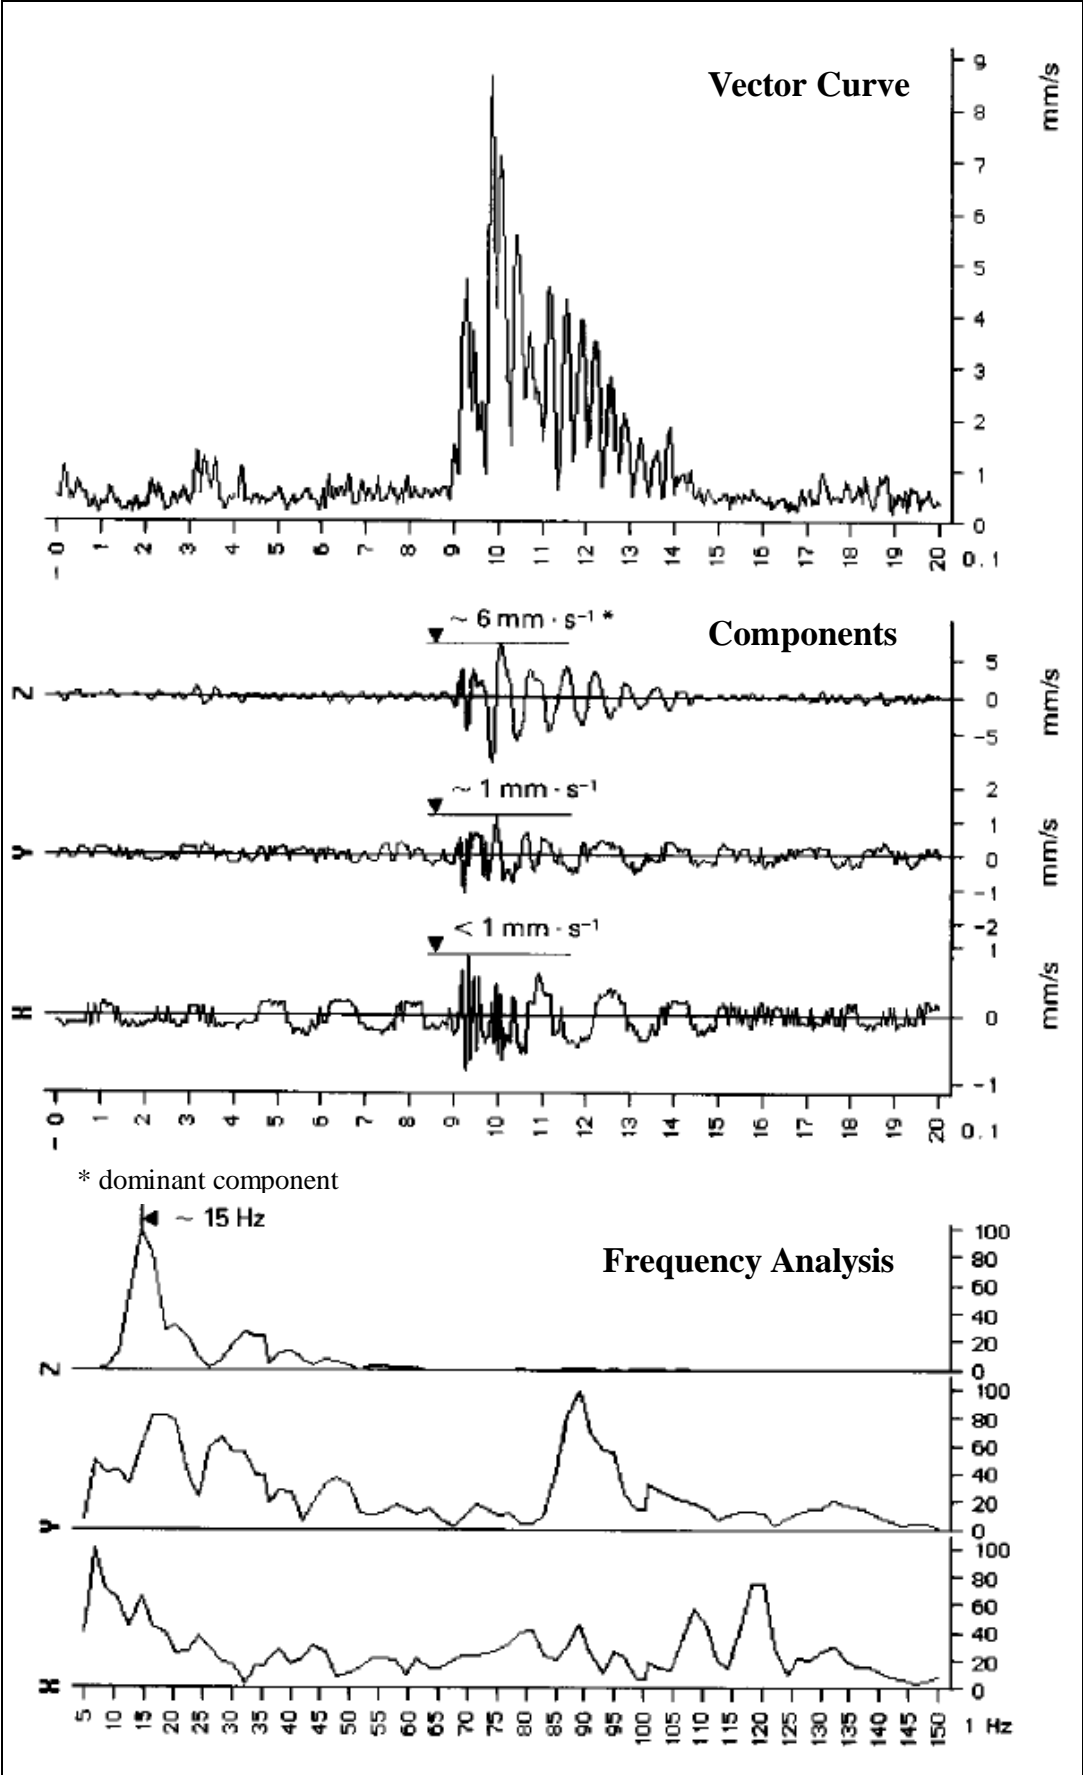 Vector Curve
mm/s
9
8
7
6
5
4
3
2
1
0
- 0 1 2 3 4 5 6 7 8 9 10 11 12 13 14 15 16 17 18 19 20 0.1
~ 6 mm · s⁻¹ *
Components
Z
5
0
-5
mm/s
~ 1 mm · s⁻¹
Y
2
1
0
-1
-2
mm/s
< 1 mm · s⁻¹
X
1
0
-1
mm/s
- 0 1 2 3 4 5 6 7 8 9 10 11 12 13 14 15 16 17 18 19 20 0.1
* dominant component
~ 15 Hz
Frequency Analysis
Z
100
80
60
40
20
0
Y
100
80
60
40
20
0
X
100
80
60
40
20
0
5 10 15 20 25 30 35 40 45 50 55 60 65 70 75 80 85 90 95 100 105 110 115 120 125 130 135 140 145 150 1 Hz